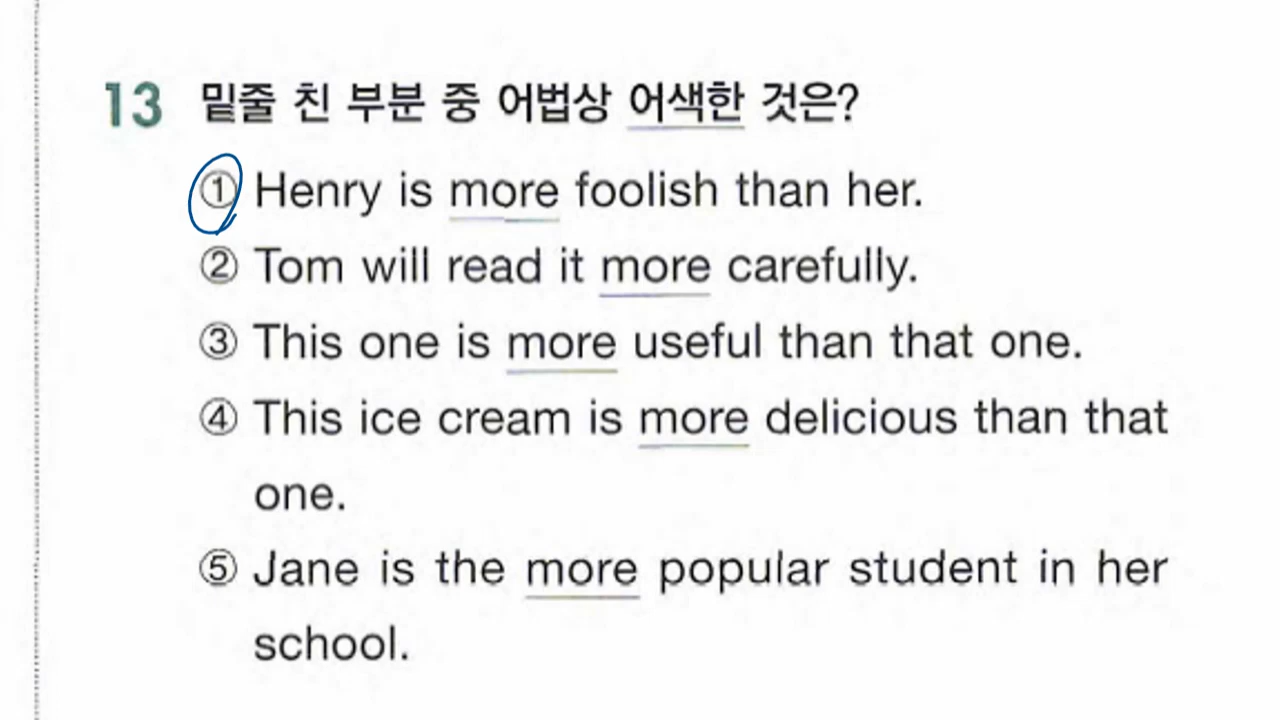 13 밑줄 친 부분 중 어법상 어색한 것은?
① Henry is more foolish than her.
② Tom will read it more carefully.
③ This one is more useful than that one.
④ This ice cream is more delicious than that
one.
⑤ Jane is the more popular student in her
school.